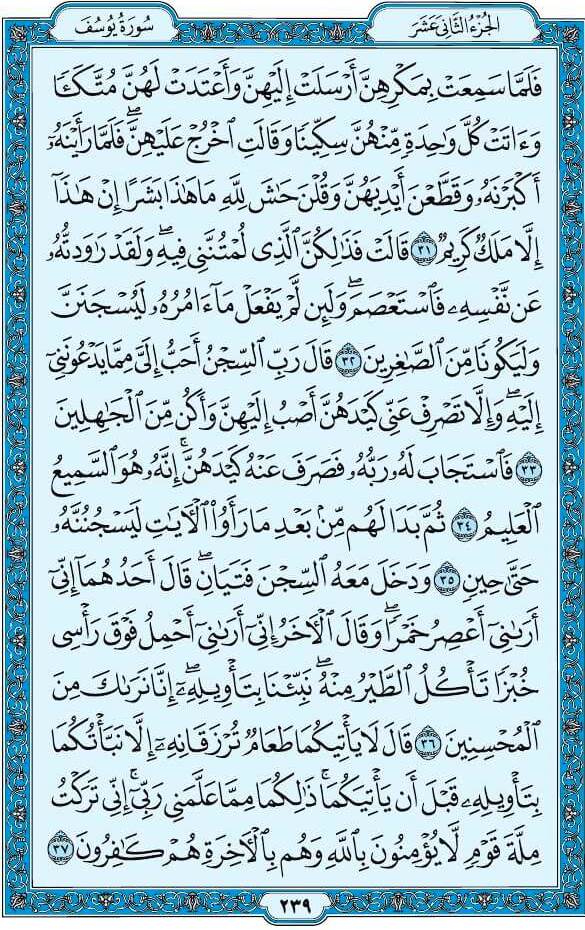 الجزء الثاني عشر
سورة يوسف
فَلَمَّا سَمِعَتْ بِمَكْرِهِنَّ أَرْسَلَتْ إِلَيْهِنَّ وَأَعْتَدَتْ لَهُنَّ مُتَّكَـًٔا
وَءَاتَتْ كُلَّ وَٰحِدَةٍ مِّنْهُنَّ سِكِّينًا وَقَالَتِ ٱخْرُجْ عَلَيْهِنَّ ۖ فَلَمَّا رَأَيْنَهُۥٓ
أَكْبَرْنَهُۥ وَقَطَّعْنَ أَيْدِيَهُنَّ وَقُلْنَ حَٰشَ لِلَّهِ مَا هَٰذَا بَشَرًا إِنْ هَٰذَآ
إِلَّا مَلَكٌ كَرِيمٌ ٣١ قَالَتْ فَذَٰلِكُنَّ ٱلَّذِى لُمْتُنَّنِى فِيهِ ۖ وَلَقَدْ رَٰوَدتُّهُۥ
عَن نَّفْسِهِۦ فَٱسْتَعْصَمَ ۖ وَلَئِن لَّمْ يَفْعَلْ مَآ ءَامُرُهُۥ لَيُسْجَنَنَّ
وَلَيَكُونًا مِّنَ ٱلصَّٰغِرِينَ ٣٢ قَالَ رَبِّ ٱلسِّجْنُ أَحَبُّ إِلَىَّ مِمَّا يَدْعُونَنِىٓ
إِلَيْهِ ۖ وَإِلَّا تَصْرِفْ عَنِّى كَيْدَهُنَّ أَصْبُ إِلَيْهِنَّ وَأَكُن مِّنَ ٱلْجَٰهِلِينَ
٣٣ فَٱسْتَجَابَ لَهُۥ رَبُّهُۥ فَصَرَفَ عَنْهُ كَيْدَهُنَّ ۚ إِنَّهُۥ هُوَ ٱلسَّمِيعُ
ٱلْعَلِيمُ ٣٤ ثُمَّ بَدَا لَهُم مِّنۢ بَعْدِ مَا رَأَوُا۟ ٱلْءَايَٰتِ لَيَسْجُنُنَّهُۥ
حَتَّىٰ حِينٍ ٣٥ وَدَخَلَ مَعَهُ ٱلسِّجْنَ فَتَيَانِ ۖ قَالَ أَحَدُهُمَآ إِنِّىٓ
أَرَىٰنِىٓ أَعْصِرُ خَمْرًا ۖ وَقَالَ ٱلْءَاخَرُ إِنِّىٓ أَرَىٰنِىٓ أَحْمِلُ فَوْقَ رَأْسِى
خُبْزًا تَأْكُلُ ٱلطَّيْرُ مِنْهُ ۖ نَبِّئْنَا بِتَأْوِيلِهِۦٓ ۖ إِنَّا نَرَىٰكَ مِنَ
ٱلْمُحْسِنِينَ ٣٦ قَالَ لَا يَأْتِيكُمَا طَعَامٌ تُرْزَقَانِهِۦٓ إِلَّا نَبَّأْتُكُمَا
بِتَأْوِيلِهِۦ قَبْلَ أَن يَأْتِيَكُمَا ۚ ذَٰلِكُمَا مِمَّا عَلَّمَنِى رَبِّىٓ ۚ إِنِّى تَرَكْتُ
مِلَّةَ قَوْمٍ لَّا يُؤْمِنُونَ بِٱللَّهِ وَهُم بِٱلْءَاخِرَةِ هُمْ كَٰفِرُونَ ٣٧
٢٣٩